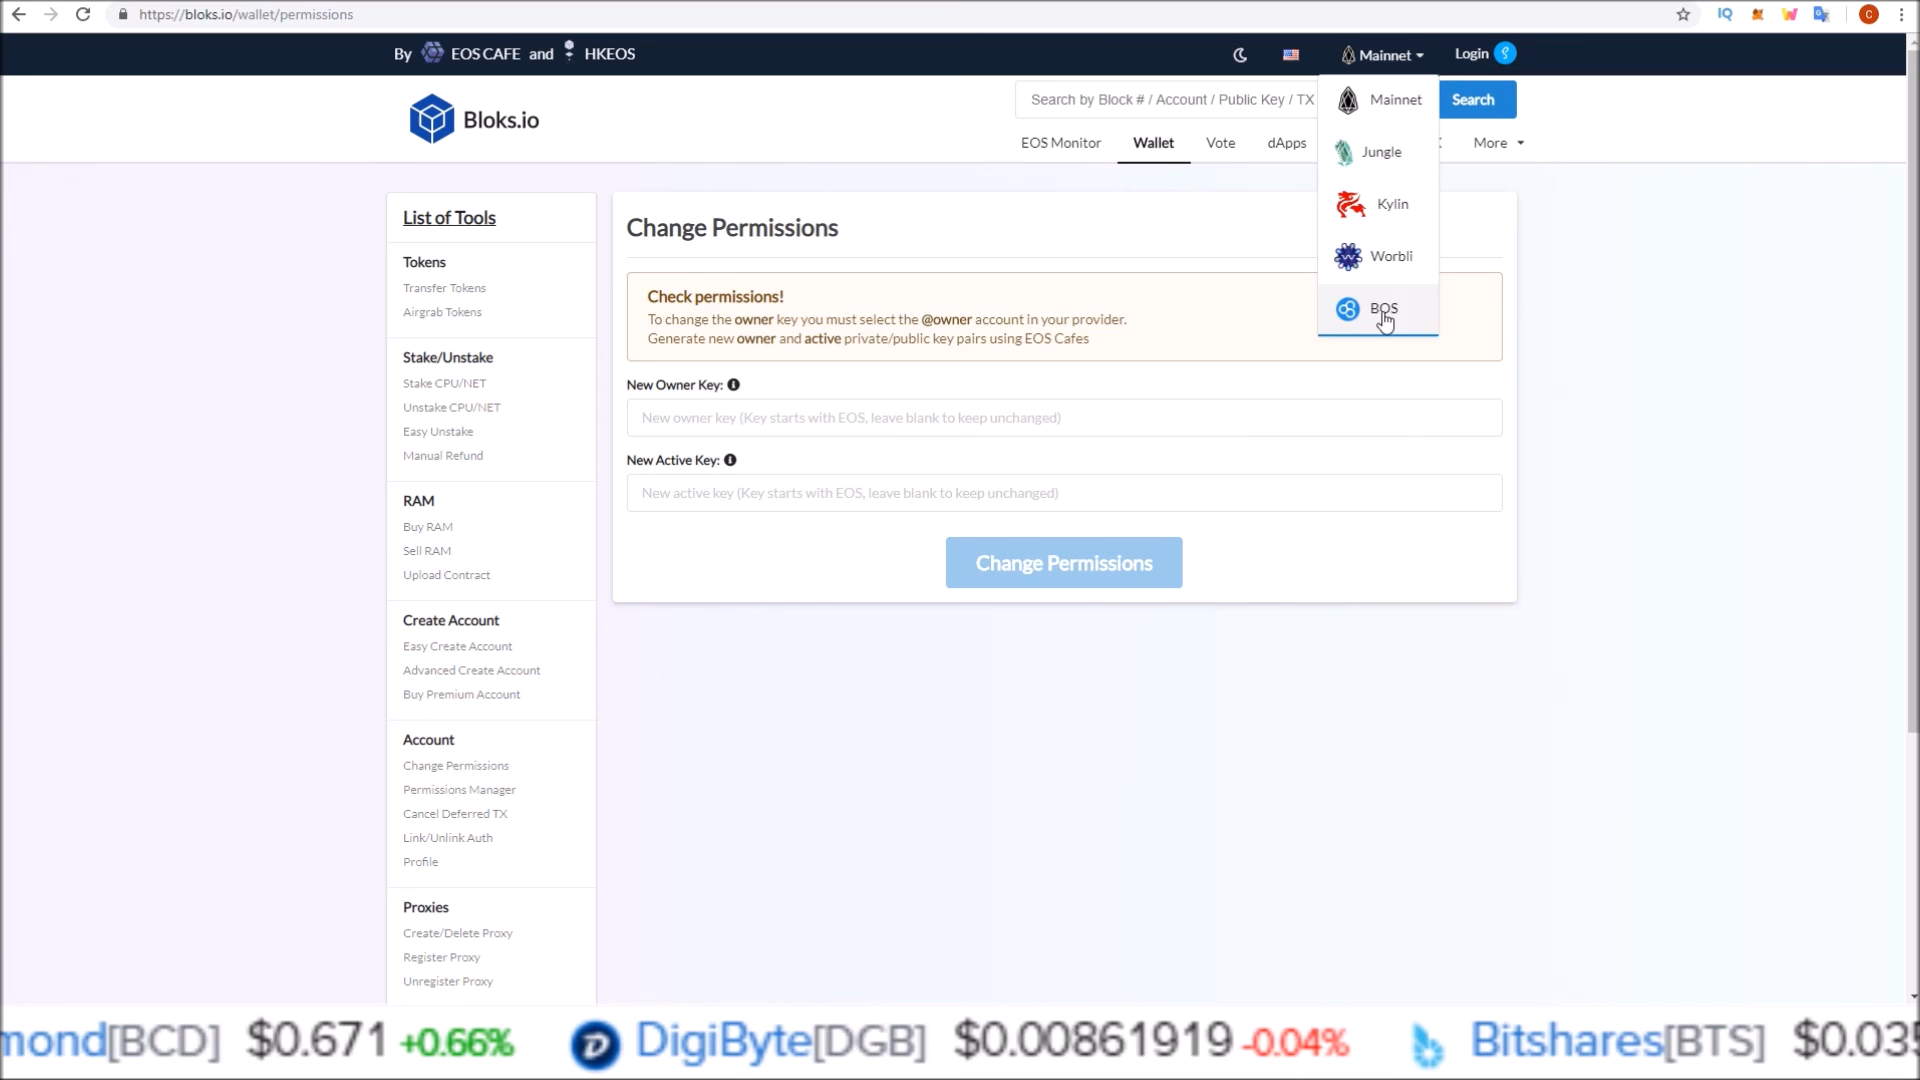 https://bloks.io/wallet/permissions
By EOS CAFE and HKEOS
Mainnet
Login
Bloks.io
Search by Block # / Account / Public Key / TX
Search
EOS Monitor
Wallet
Vote
dApps
More
Mainnet
Jungle
Kylin
Worbli
BOS
List of Tools
Tokens
Transfer Tokens
Airgrab Tokens
Stake/Unstake
Stake CPU/NET
Unstake CPU/NET
Easy Unstake
Manual Refund
RAM
Buy RAM
Sell RAM
Upload Contract
Create Account
Easy Create Account
Advanced Create Account
Buy Premium Account
Account
Change Permissions
Permissions Manager
Cancel Deferred TX
Link/Unlink Auth
Profile
Proxies
Create/Delete Proxy
Register Proxy
Unregister Proxy
Change Permissions
Check permissions!
To change the owner key you must select the @owner account in your provider.
Generate new owner and active private/public key pairs using EOS Cafes
New Owner Key:
New owner key (Key starts with EOS, leave blank to keep unchanged)
New Active Key:
New active key (Key starts with EOS, leave blank to keep unchanged)
Change Permissions
mond[BCD] $0.671 +0.66% DigiByte[DGB] $0.00861919 -0.04% Bitshares[BTS] $0.035